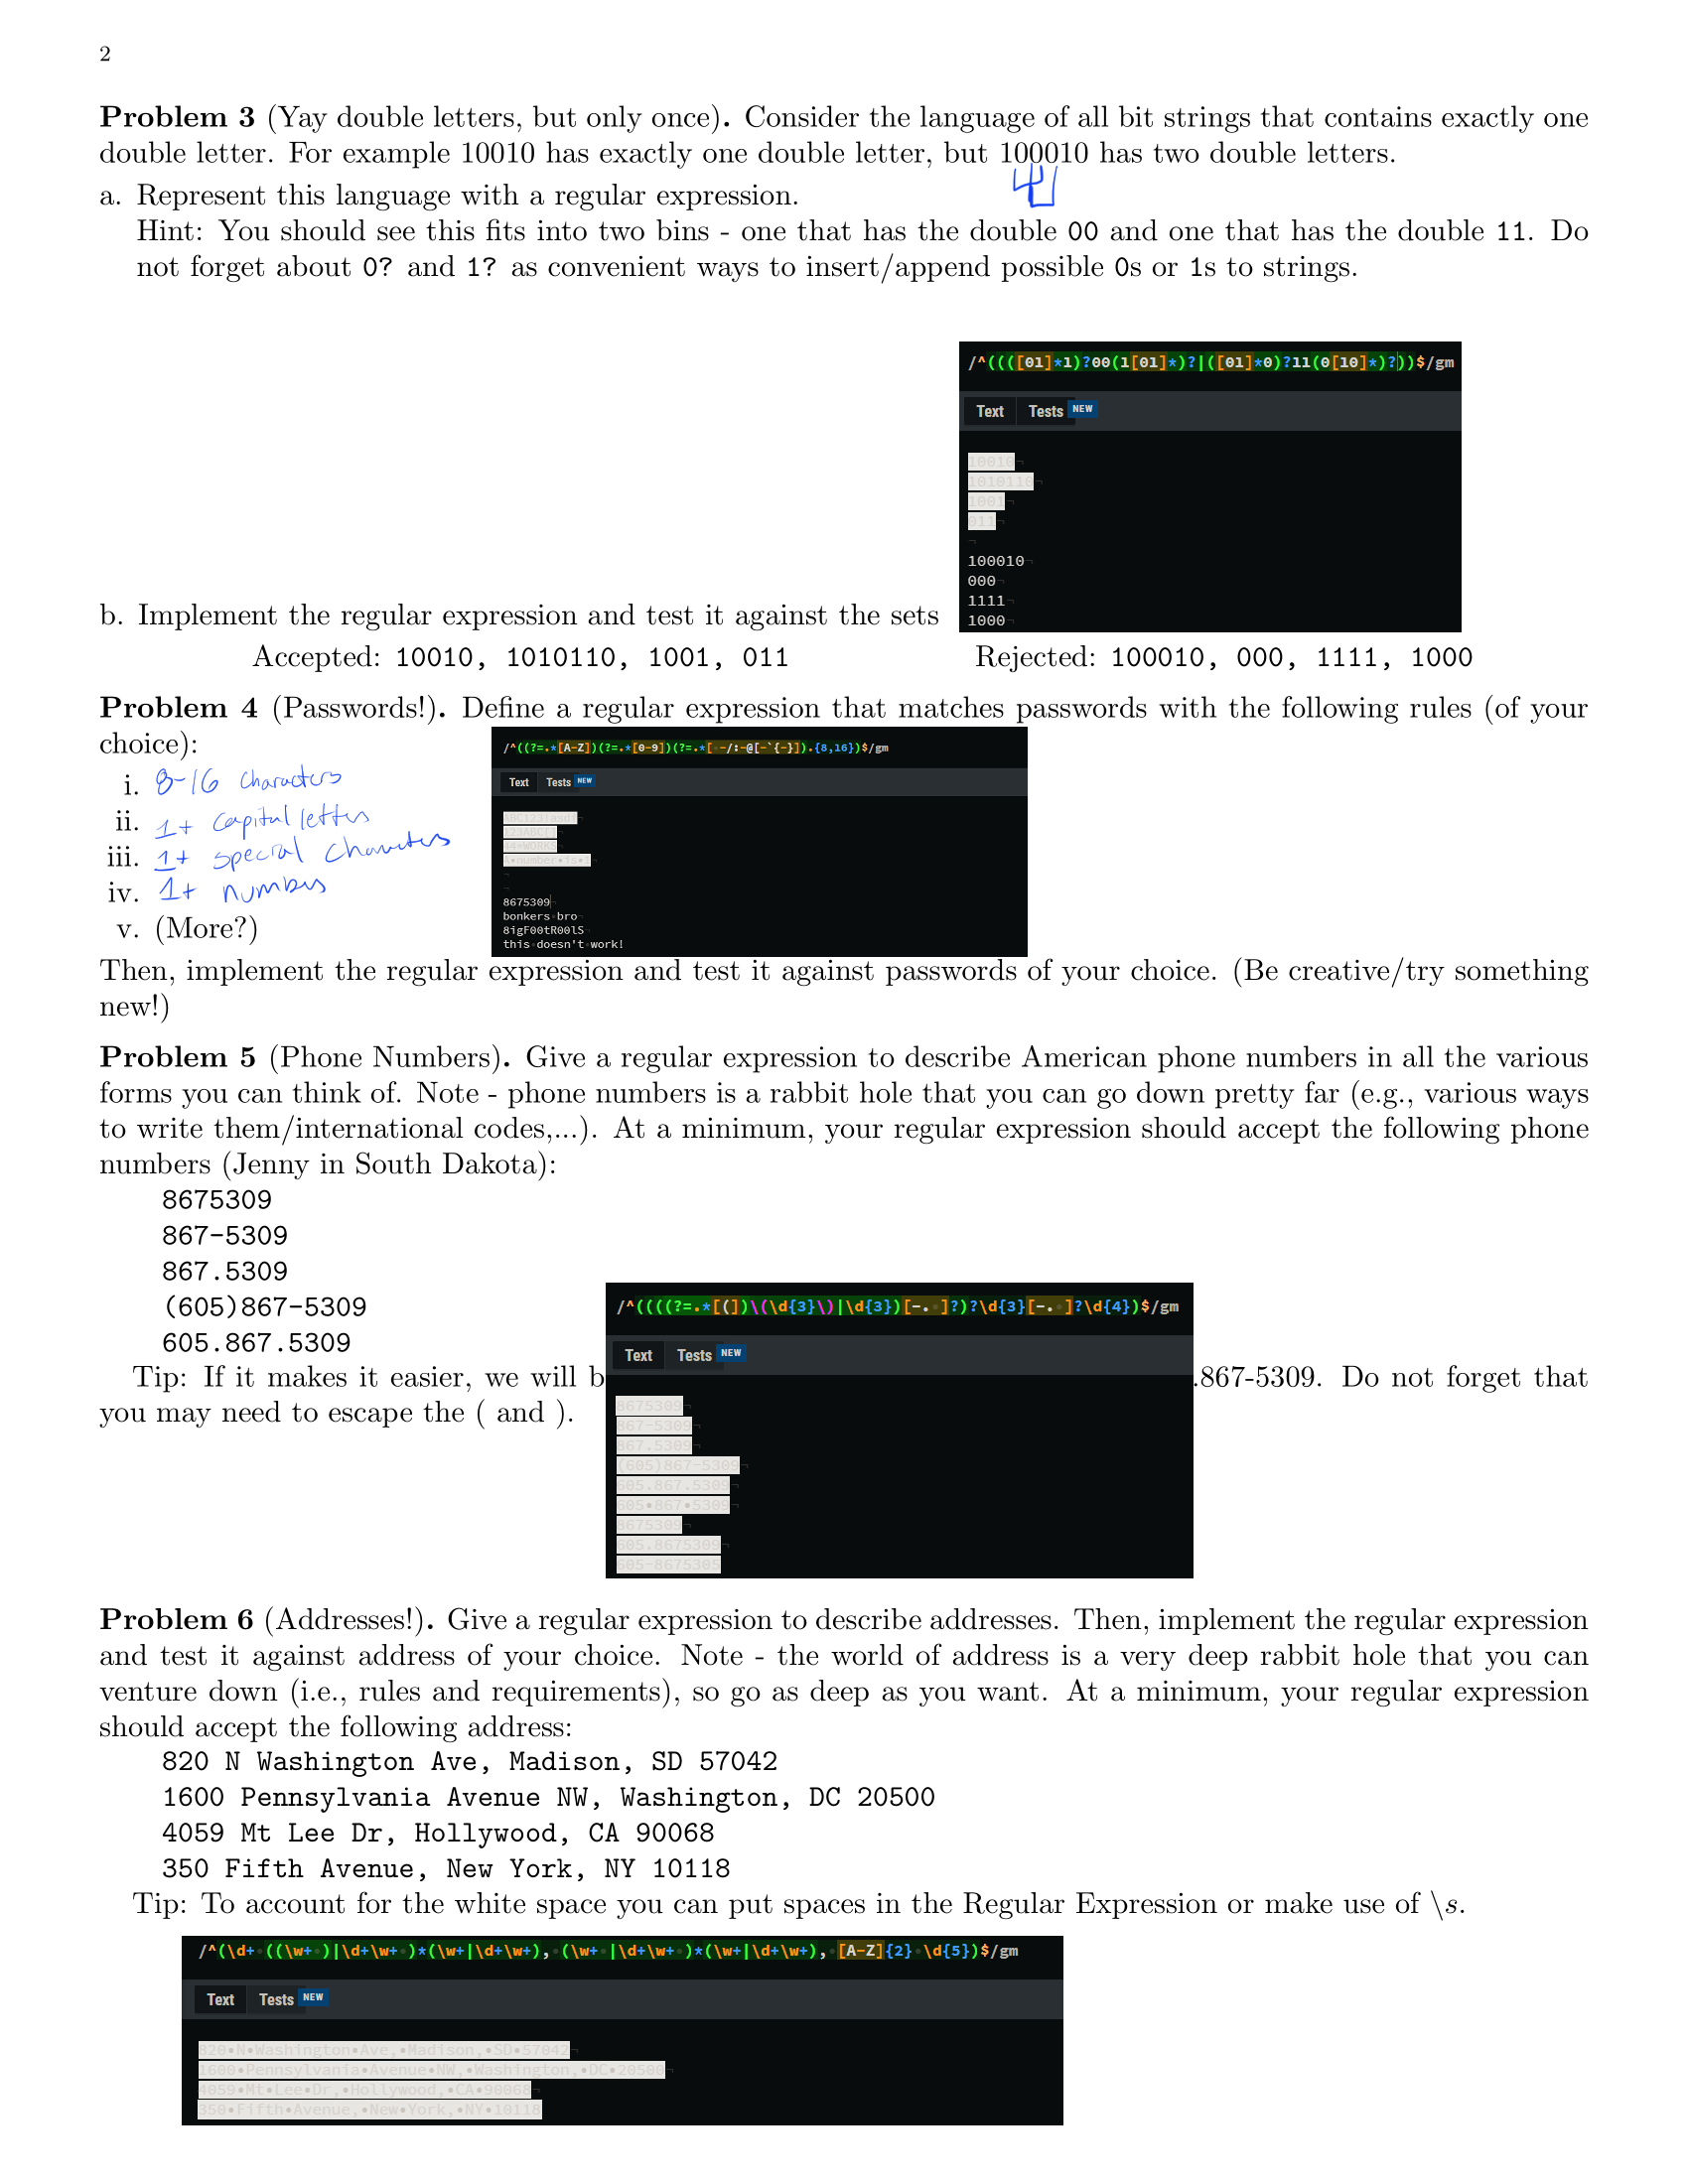 2
Problem 3 (Yay double letters, but only once). Consider the language of all bit strings that contains exactly one
double letter. For example 10010 has exactly one double letter, but 100010 has two double letters.
a. Represent this language with a regular expression.
Hint: You should see this fits into two bins - one that has the double 00 and one that has the double 11. Do
not forget about 0? and 1? as convenient ways to insert/append possible 0s or 1s to strings.
/^((([01]*1)?00(1[01]*)?|([01]*0)?11(0[10]*)?))$/gm
Text Tests NEW
10010
1010110
1001
011
100010
000
1111
1000
b. Implement the regular expression and test it against the sets
Accepted: 10010, 1010110, 1001, 011 Rejected: 100010, 000, 1111, 1000
Problem 4 (Passwords!). Define a regular expression that matches passwords with the following rules (of your
choice):
i. 8-16 characters
ii. 1+ capital letters
iii. 1+ special characters
iv. 1+ numbers
v. (More?)
/^((?=.*[A-Z])(?=.*[0-9])(?=.*[ -/:-@[-`{-}]).{8,16})$/gm
Text Tests NEW
A number is 1
8675309
bonkers bro
8igF00tR00lS
this doesn't work!
Then, implement the regular expression and test it against passwords of your choice. (Be creative/try something
new!)
Problem 5 (Phone Numbers). Give a regular expression to describe American phone numbers in all the various
forms you can think of. Note - phone numbers is a rabbit hole that you can go down pretty far (e.g., various ways
to write them/international codes,...). At a minimum, your regular expression should accept the following phone
numbers (Jenny in South Dakota):
8675309
867-5309
867.5309
(605)867-5309
605.867.5309
Tip: If it makes it easier, we will b .867-5309. Do not forget that
you may need to escape the ( and ).
/^((((?=.*[(])\(\d{3}\)|\d{3})[-. ]?)?\d{3}[-. ]?\d{4})$/gm
Text Tests NEW
8675309
867-5309
867.5309
(605)867-5309
605.867.5309
605 867 5309
8675309
605.8675309
605-8675305
Problem 6 (Addresses!). Give a regular expression to describe addresses. Then, implement the regular expression
and test it against address of your choice. Note - the world of address is a very deep rabbit hole that you can
venture down (i.e., rules and requirements), so go as deep as you want. At a minimum, your regular expression
should accept the following address:
820 N Washington Ave, Madison, SD 57042
1600 Pennsylvania Avenue NW, Washington, DC 20500
4059 Mt Lee Dr, Hollywood, CA 90068
350 Fifth Avenue, New York, NY 10118
Tip: To account for the white space you can put spaces in the Regular Expression or make use of \s.
/^(\d+ ((\w+ )|\d+\w+ )*(\w+|\d+\w+), (\w+ |\d+\w+ )*(\w+|\d+\w+), [A-Z]{2} \d{5})$/gm
Text Tests NEW
820 N Washington Ave, Madison, SD 57042
1600 Pennsylvania Avenue NW, Washington, DC 20500
4059 Mt Lee Dr, Hollywood, CA 90068
350 Fifth Avenue, New York, NY 10118